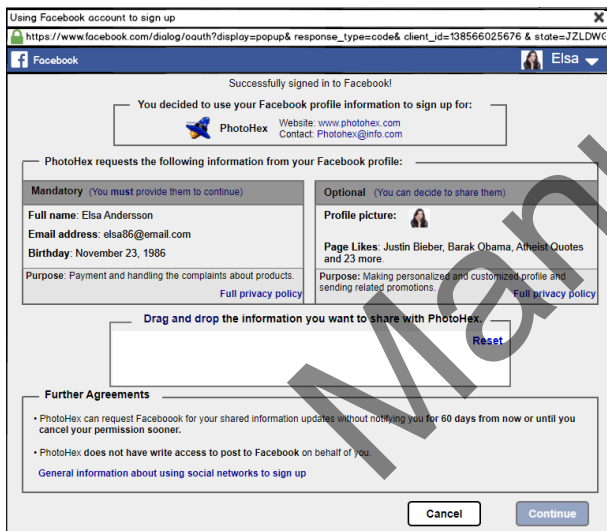 Using Facebook account to sign up
https://www.facebook.com/dialog/oauth?display=popup& response_type=code& client_id=138566025676 & state=JZLDWG
Facebook
Elsa
Successfully signed in to Facebook!
You decided to use your Facebook profile information to sign up for:
PhotoHex
Website: www.photohex.com
Contact: Photohex@info.com
PhotoHex requests the following information from your Facebook profile:
Mandatory (You must provide them to continue)
Full name: Elsa Andersson
Email address: elsa86@email.com
Birthday: November 23, 1986
Purpose: Payment and handling the complaints about products.
Full privacy policy
Optional (You can decide to share them)
Profile picture:
Page Likes: Justin Bieber, Barak Obama, Atheist Quotes
and 23 more.
Purpose: Making personalized and customized profile and
sending related promotions.
Full privacy policy
Drag and drop the information you want to share with PhotoHex.
Reset
Further Agreements
• PhotoHex can request Faceboook for your shared information updates without notifying you for 60 days from now or until you
cancel your permission sooner.
• PhotoHex does not have write access to post to Facebook on behalf of you.
General information about using social networks to sign up
Cancel
Continue